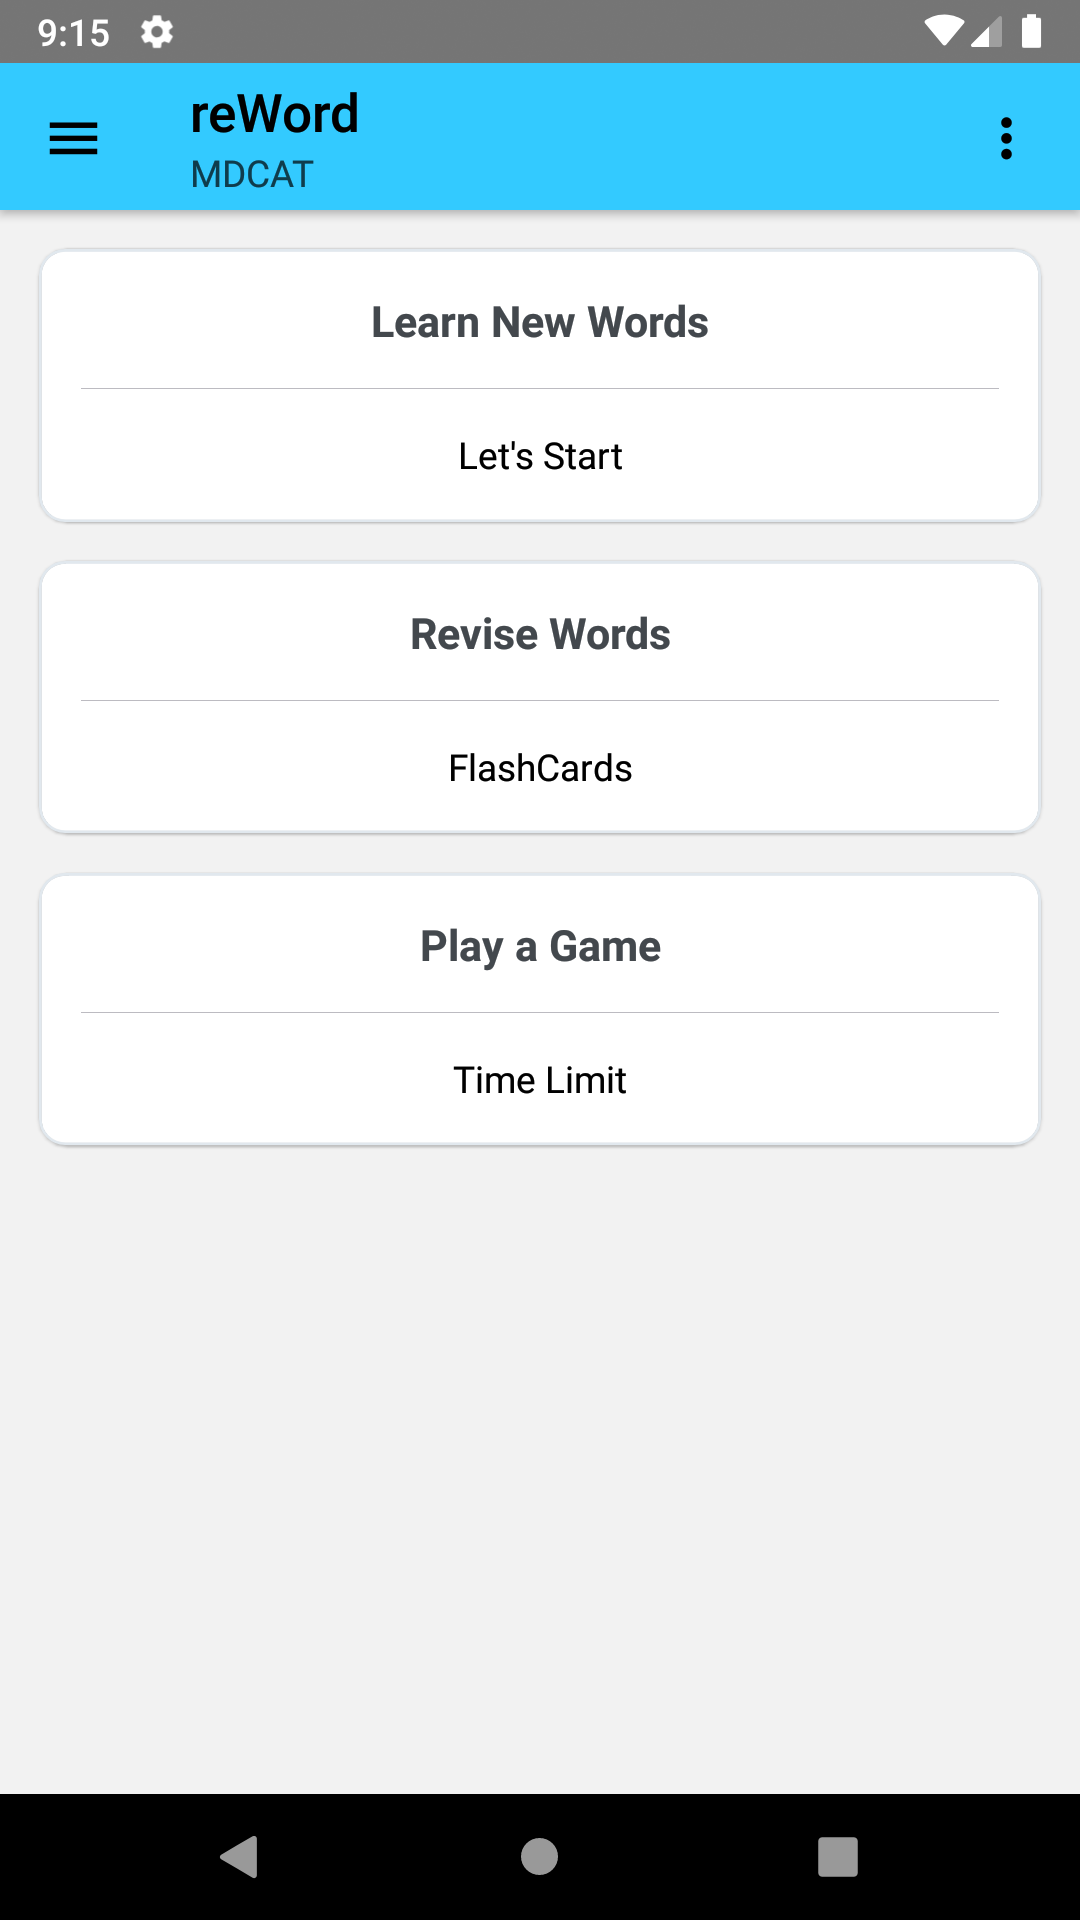 9:15
reWord
MDCAT
Learn New Words
Let's Start
Revise Words
FlashCards
Play a Game
Time Limit